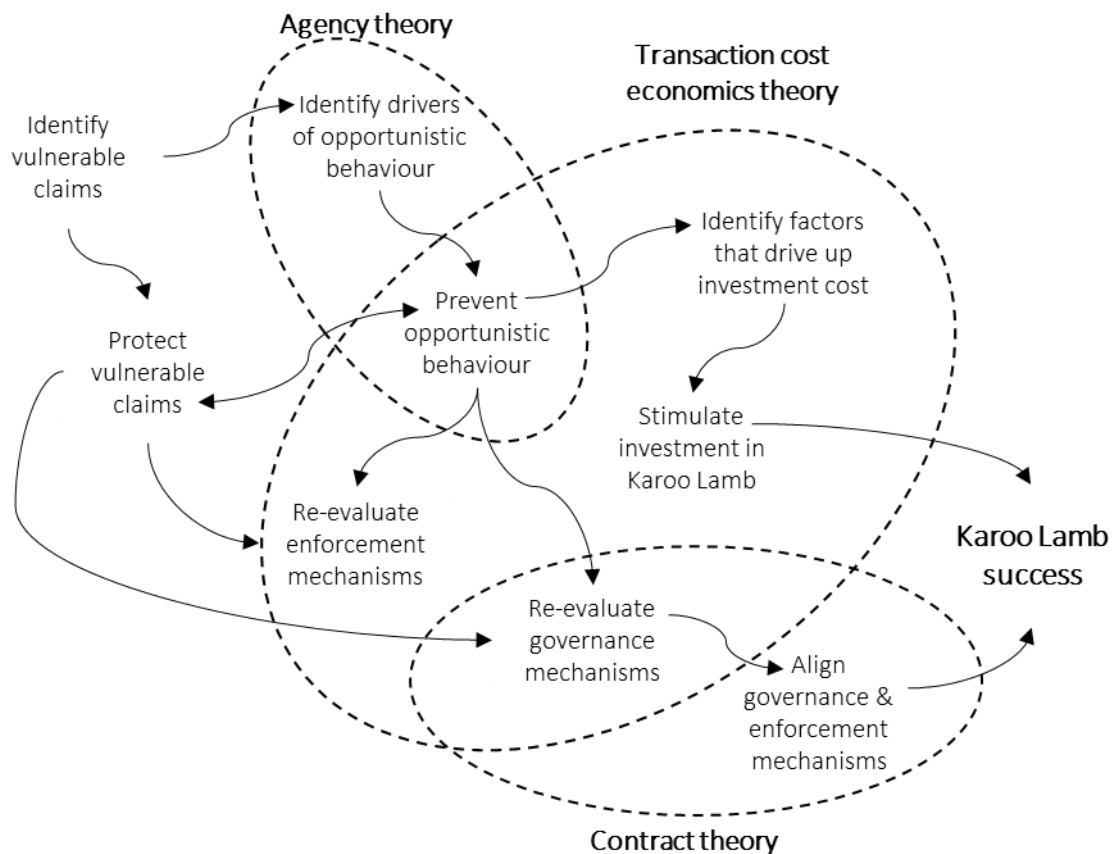 Agency theory
Transaction cost
economics theory
Identify
vulnerable
claims
Identify drivers
of opportunistic
behaviour
Identify factors
that drive up
investment cost
Prevent
opportunistic
behaviour
Protect
vulnerable
claims
Stimulate
investment in
Karoo Lamb
Re-evaluate
enforcement
mechanisms
Karoo Lamb
success
Re-evaluate
governance
mechanisms
Align
governance &
enforcement
mechanisms
Contract theory